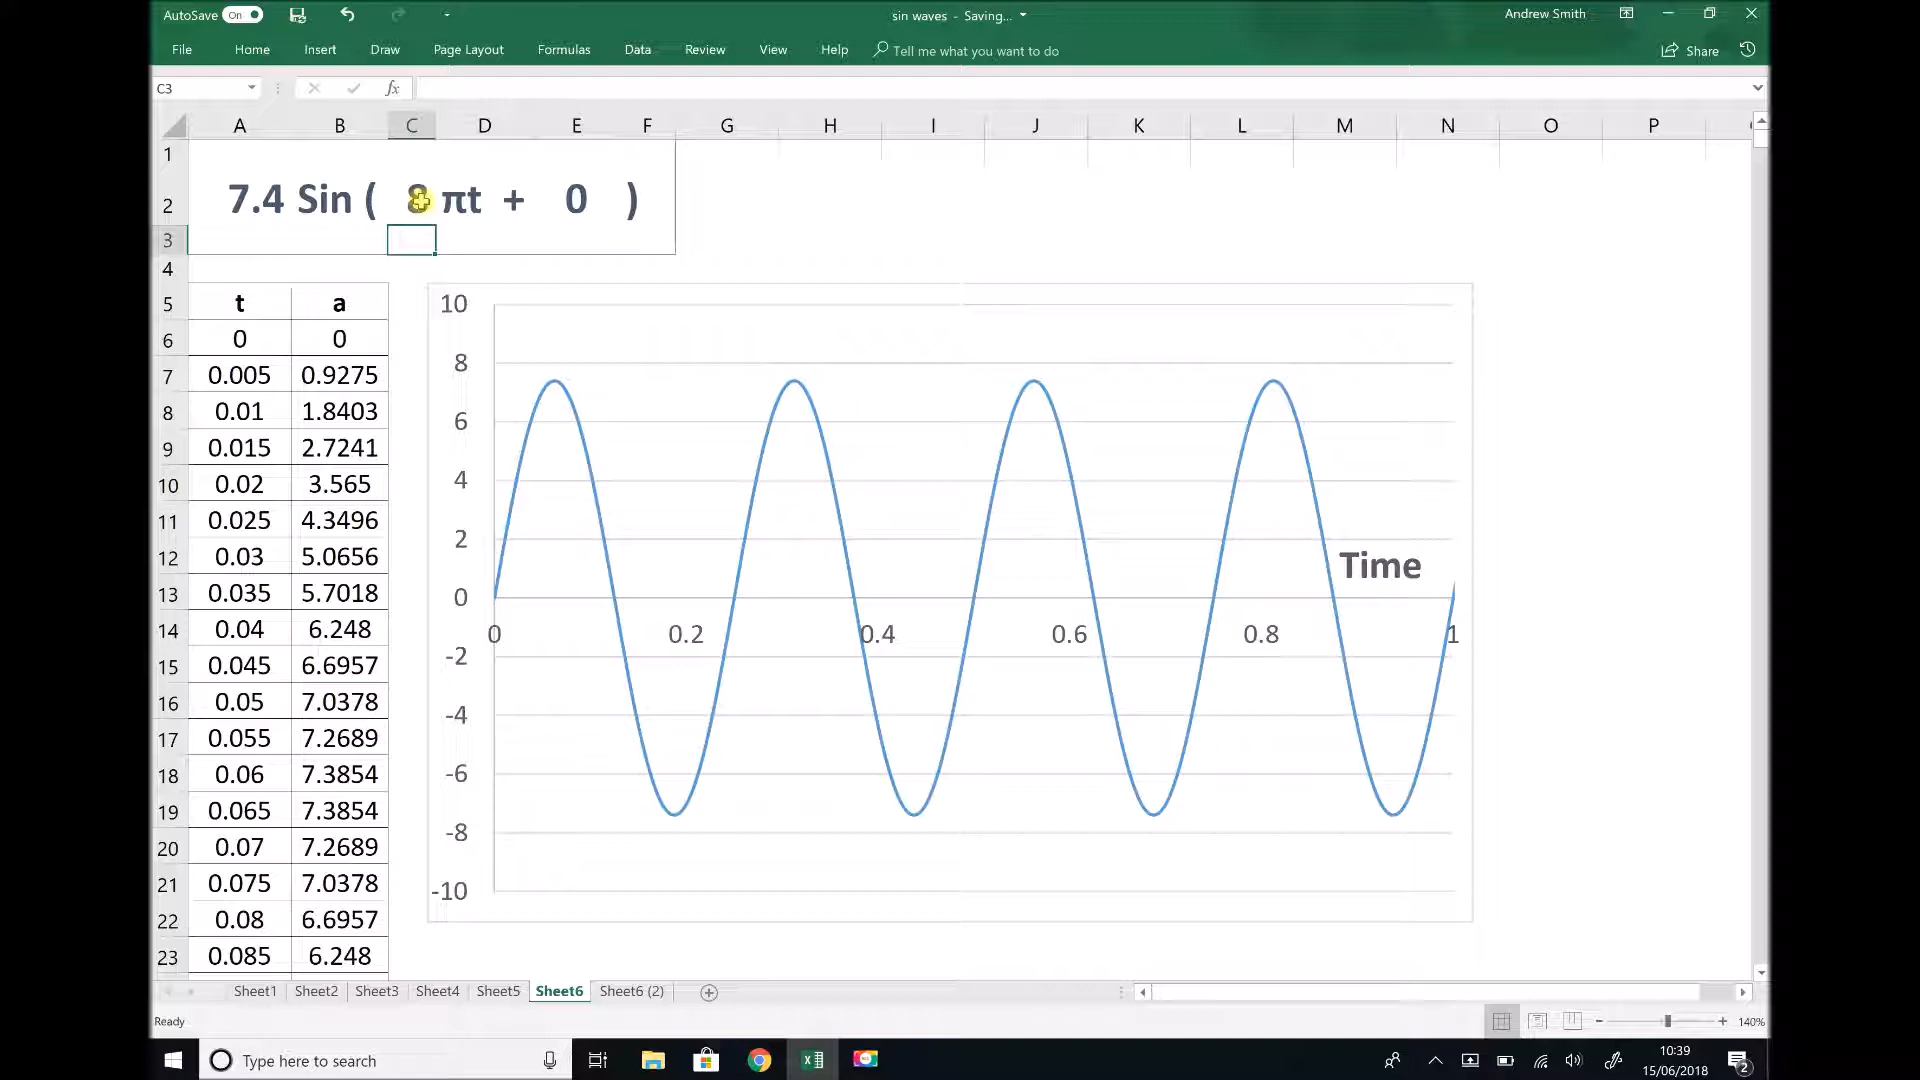 AutoSave On sin waves - Saving... Andrew Smith
File Home Insert Draw Page Layout Formulas Data Review View Help Tell me what you want to do Share
C3 fx
A B C D E F G H I J K L M N O P
1
2 7.4 Sin ( 8 πt + 0 )
3
4
5 t a
6 0 0
7 0.005 0.9275
8 0.01 1.8403
9 0.015 2.7241
10 0.02 3.565
11 0.025 4.3496
12 0.03 5.0656
13 0.035 5.7018
14 0.04 6.248
15 0.045 6.6957
16 0.05 7.0378
17 0.055 7.2689
18 0.06 7.3854
19 0.065 7.3854
20 0.07 7.2689
21 0.075 7.0378
22 0.08 6.6957
23 0.085 6.248
10
8
6
4
2
0
-2
-4
-6
-8
-10
Time
0 0.2 0.4 0.6 0.8 1
Sheet1 Sheet2 Sheet3 Sheet4 Sheet5 Sheet6 Sheet6 (2)
Ready 140%
Type here to search
10:39
15/06/2018
2